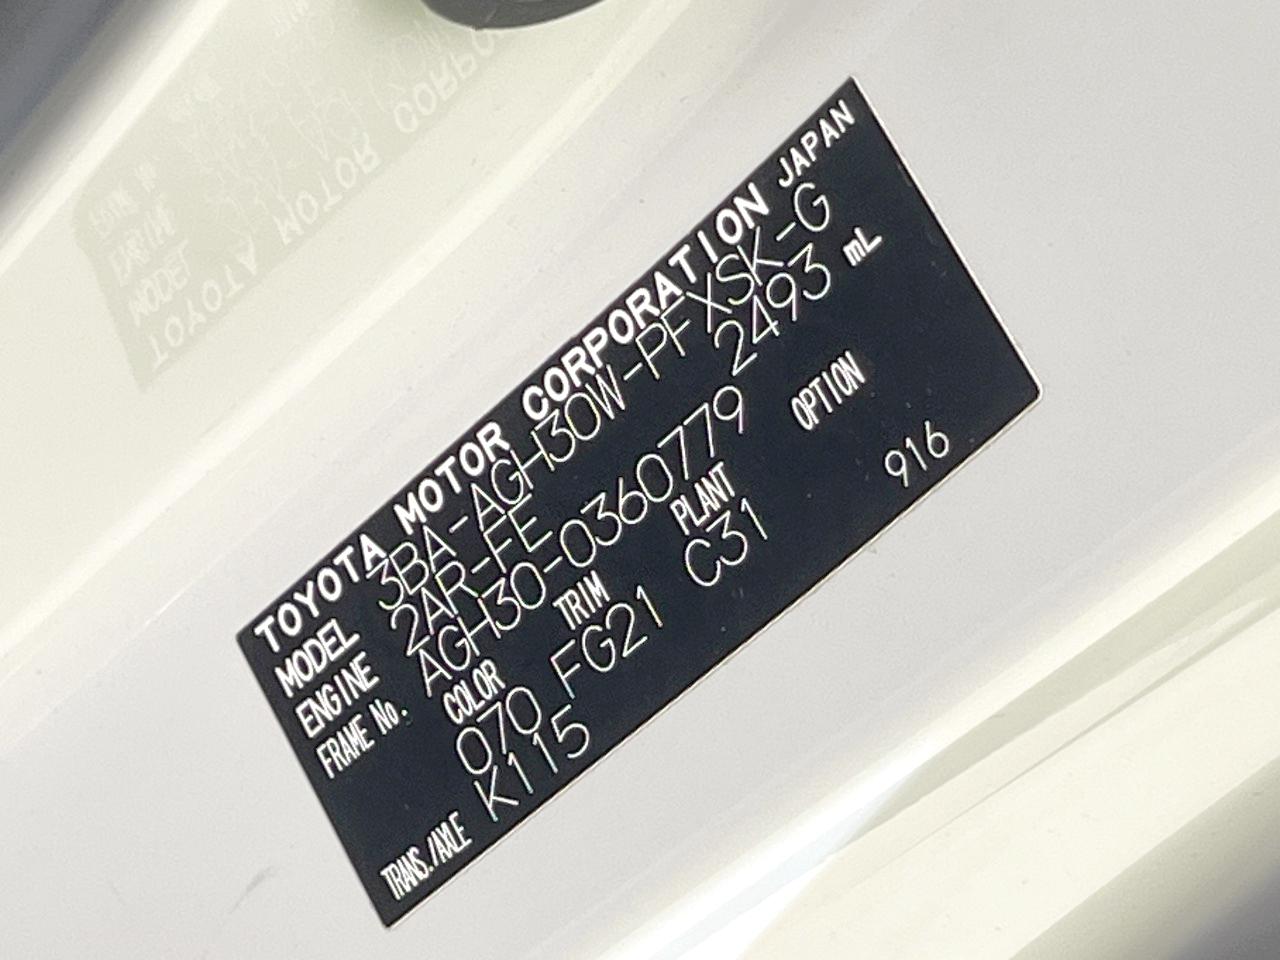 TOYOTA MOTOR CORPORATION JAPAN
MODEL 3BA-AGH30W-PFXSK-G
ENGINE 2AR-FE 2493 mL
FRAME No. AGH30-0360779
COLOR TRIM PLANT OPTION
070 FG21 C31 916
TRANS./AXLE K115